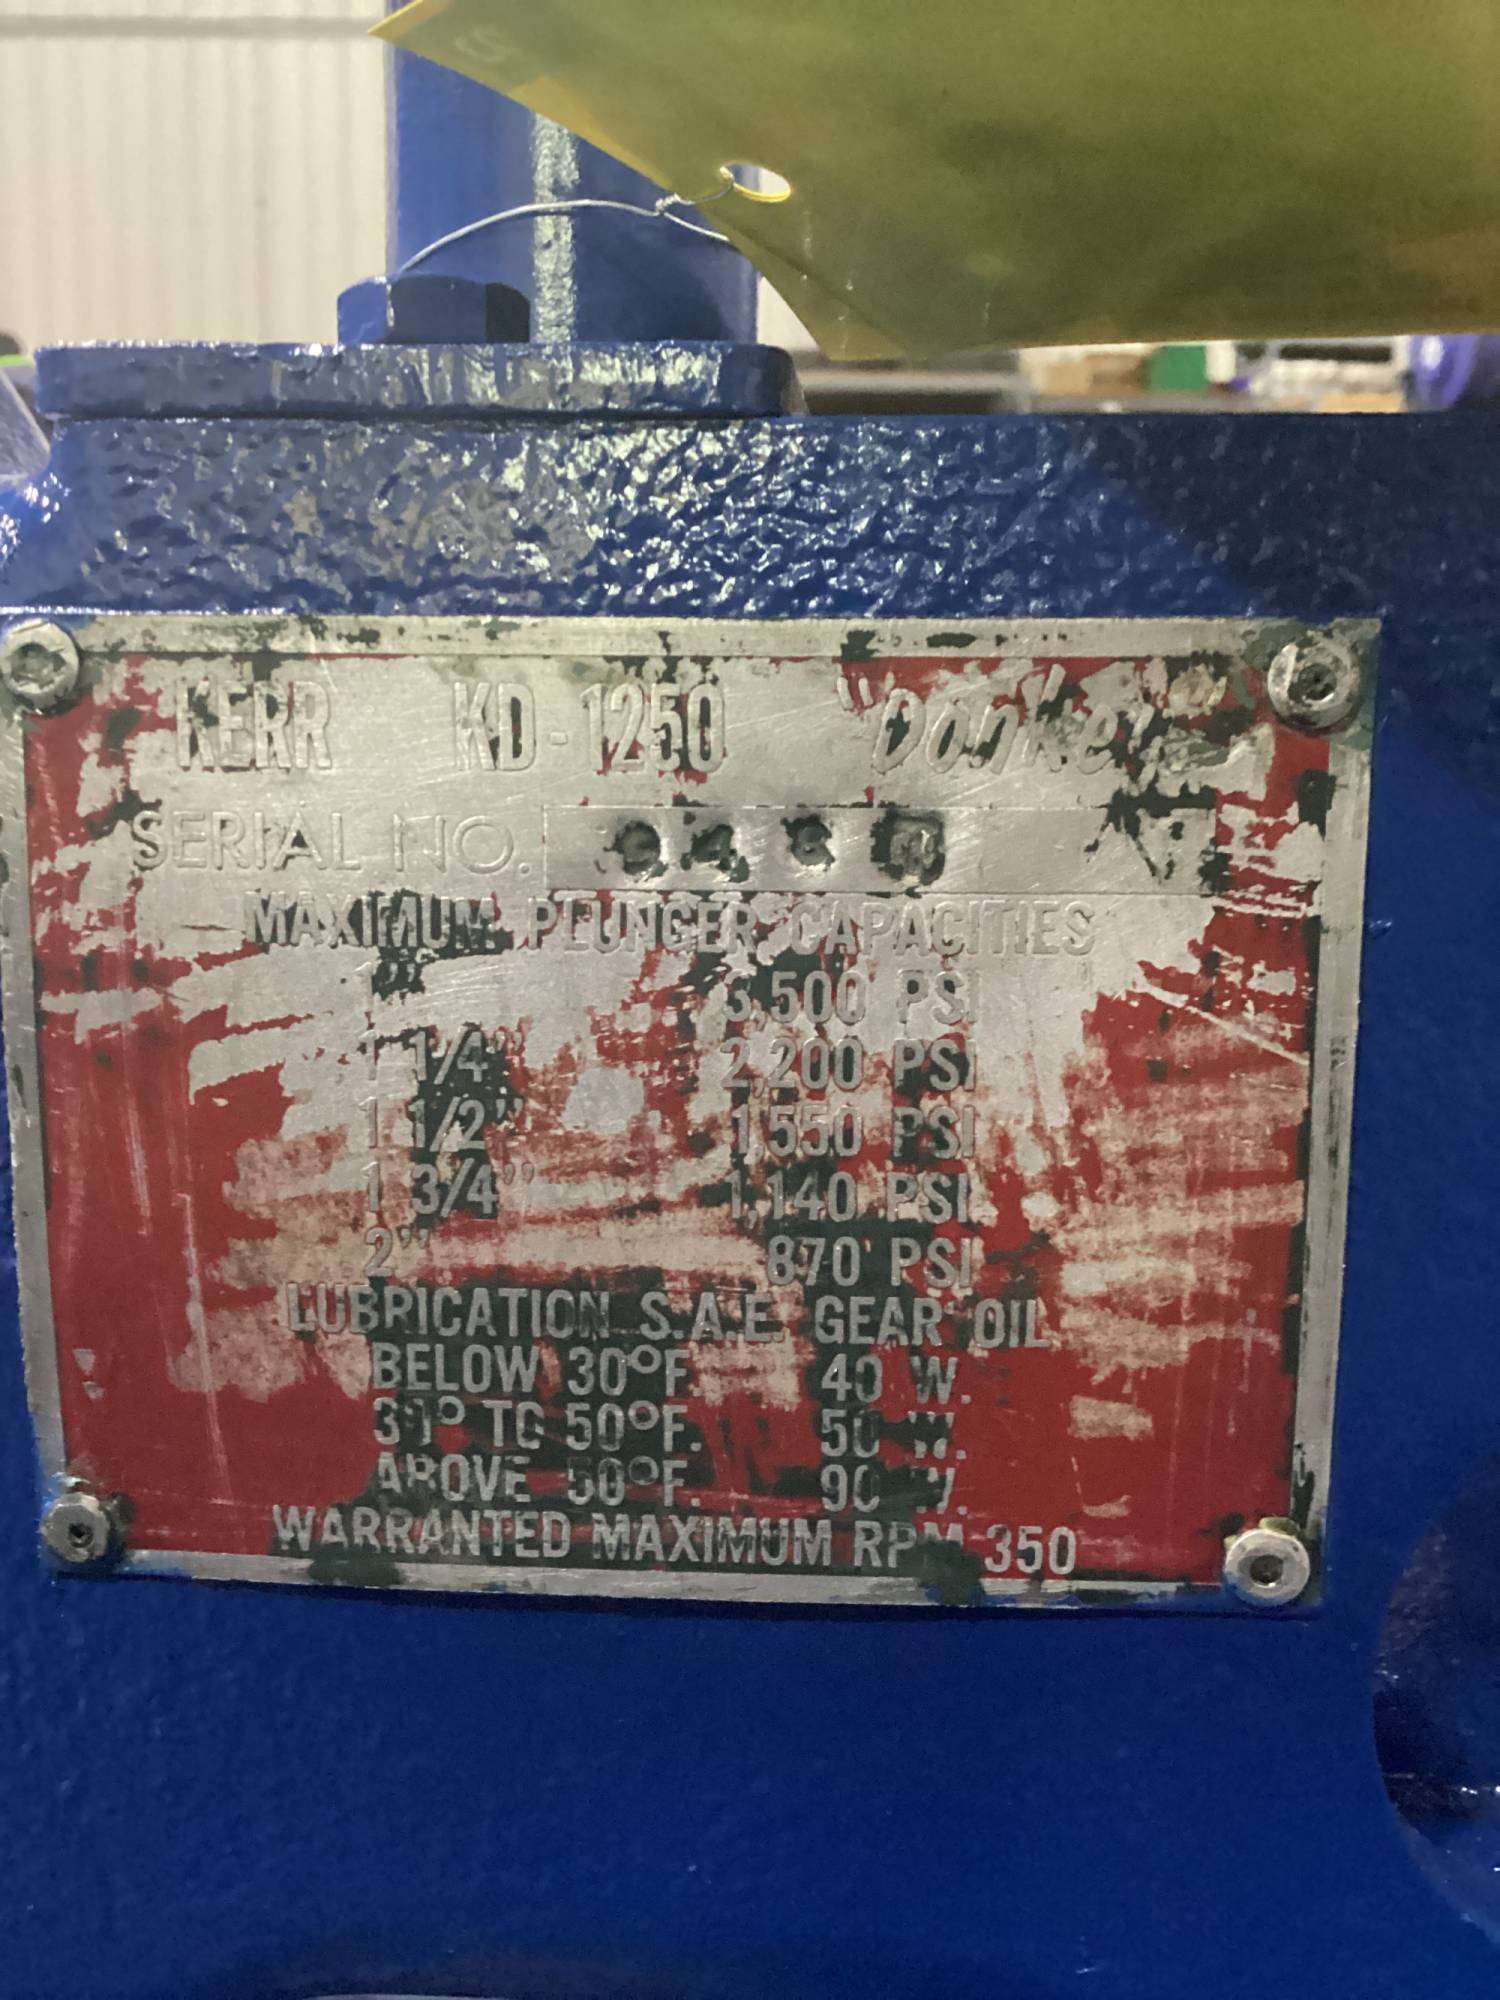 KERR KD-1250 "Donkey"
SERIAL NO.
MAXIMUM PLUNGER CAPACITIES
1" 3,500 PSI
1 1/4" 2,200 PSI
1 1/2" 1,550 PSI
1 3/4" 1,140 PSI
2" 870 PSI
LUBRICATION S.A.E. GEAR OIL
BELOW 30°F. 40 W.
30° TO 50°F. 50 W.
ABOVE 50°F. 90 W.
WARRANTED MAXIMUM RPM 350